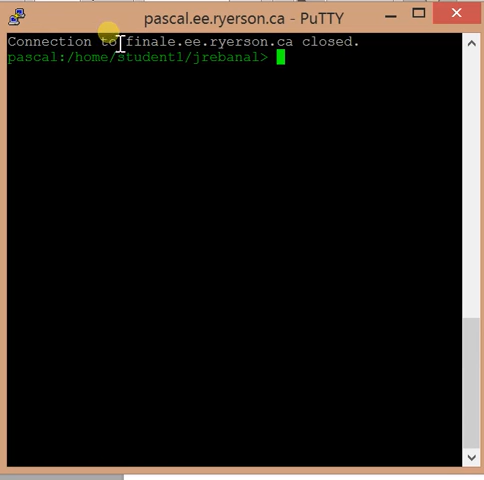 pascal.ee.ryerson.ca - PuTTY
Connection to finale.ee.ryerson.ca closed.
pascal:/home/student1/jrebanal>